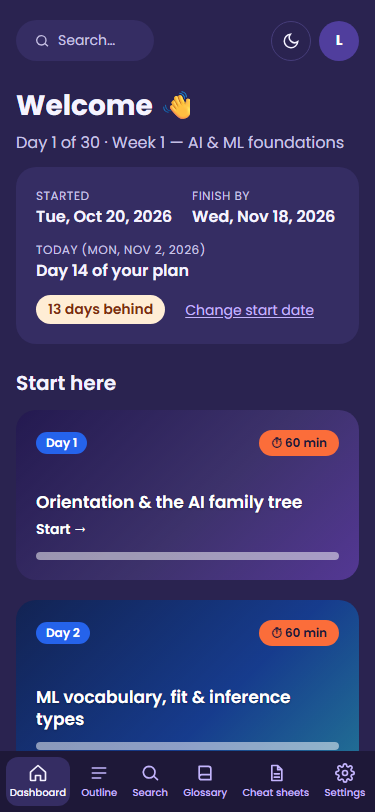 Search...
L
Welcome 👋
Day 1 of 30 · Week 1 — AI & ML foundations
STARTED
Tue, Oct 20, 2026
FINISH BY
Wed, Nov 18, 2026
TODAY (MON, NOV 2, 2026)
Day 14 of your plan
13 days behind
Change start date
Start here
Day 1
⏱ 60 min
Orientation & the AI family tree
Start →
Day 2
⏱ 60 min
ML vocabulary, fit & inference
types
Dashboard
Outline
Search
Glossary
Cheat sheets
Settings